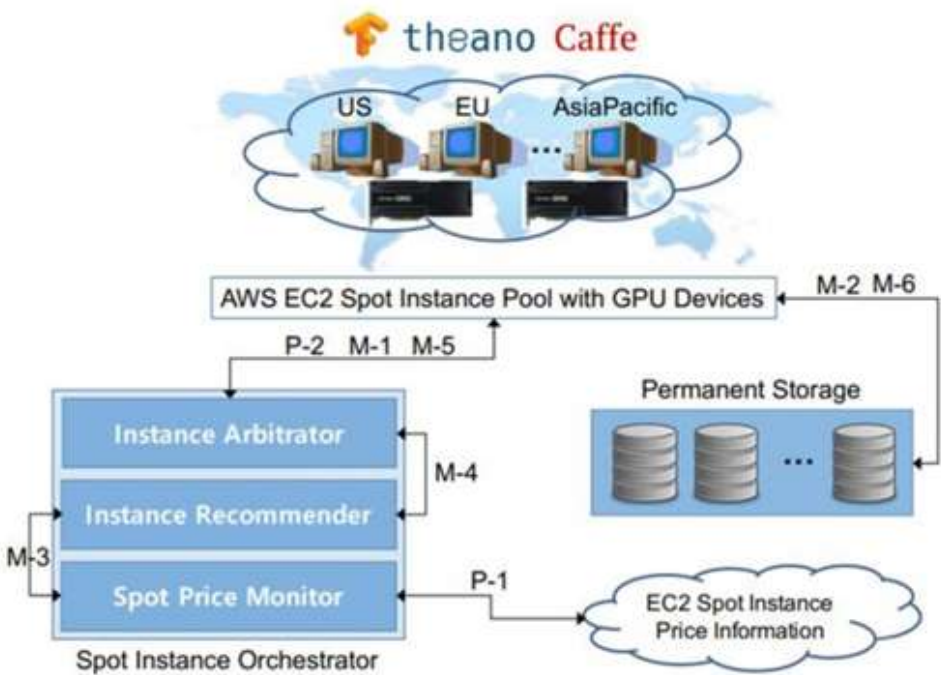 theano Caffe
US EU AsiaPacific
...
AWS EC2 Spot Instance Pool with GPU Devices
M-2 M-6
P-2 M-1 M-5
Permanent Storage
Instance Arbitrator
...
M-4
Instance Recommender
M-3
P-1
Spot Price Monitor
EC2 Spot Instance
Price Information
Spot Instance Orchestrator